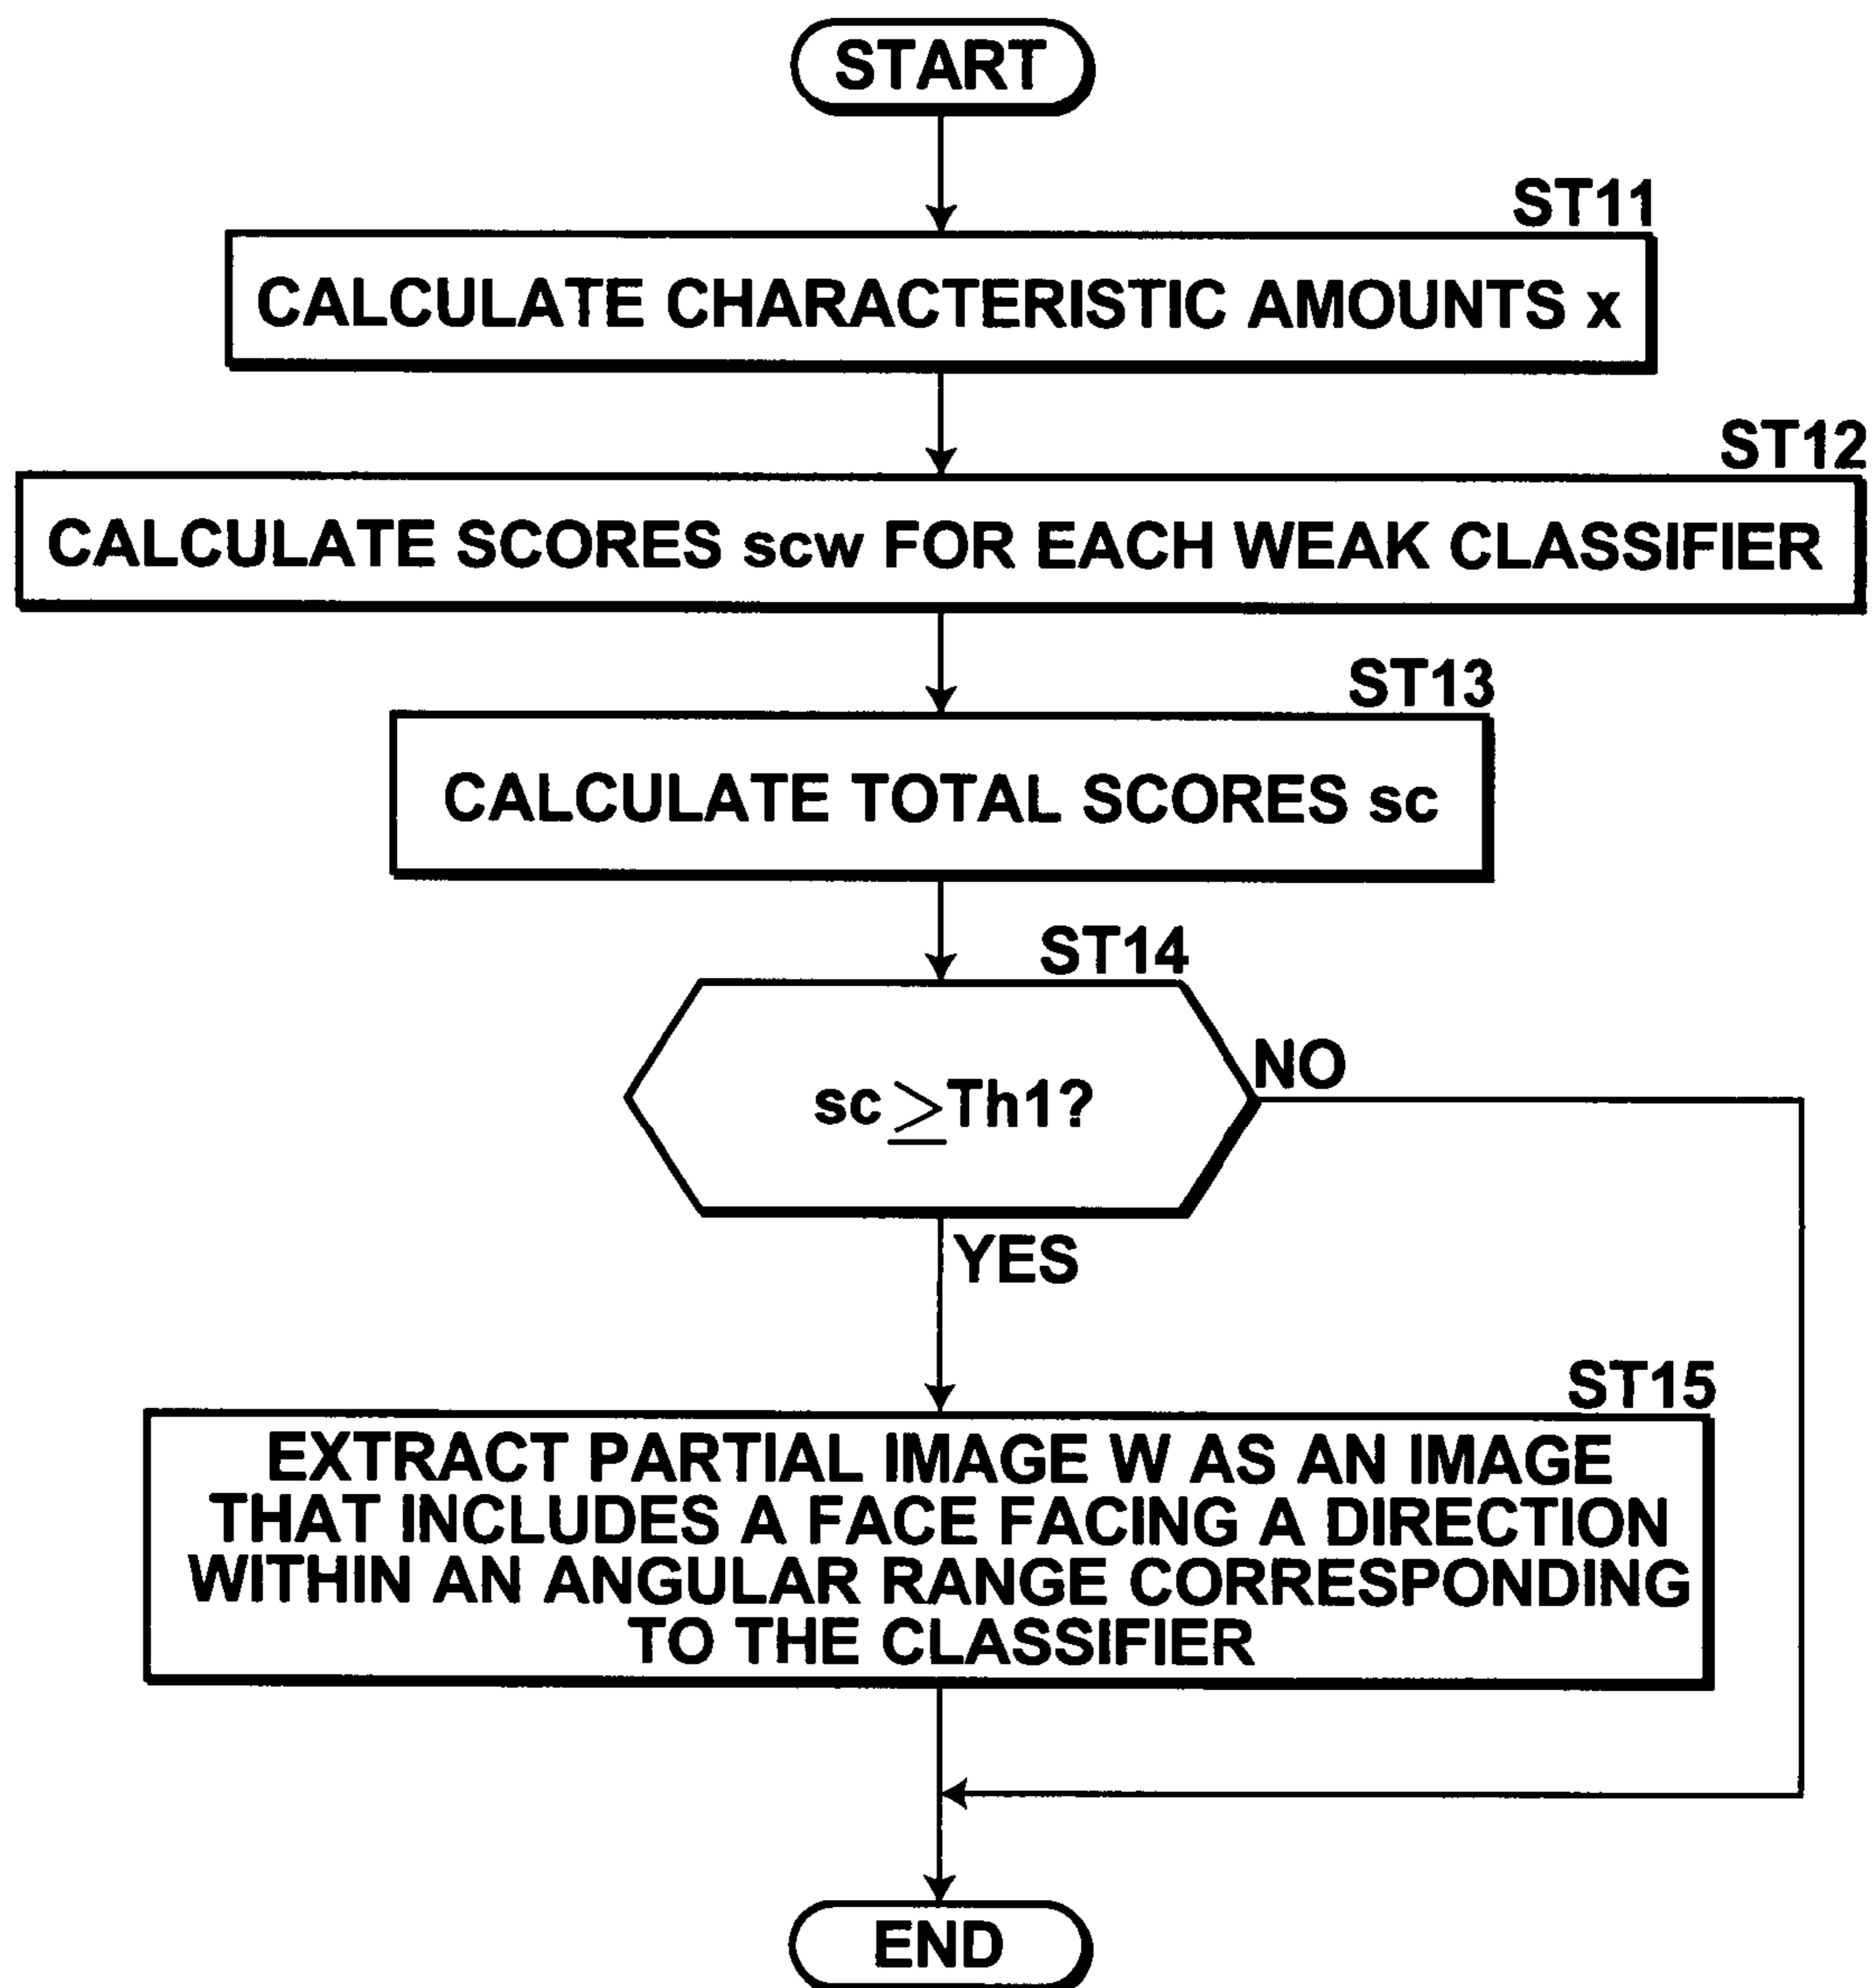 START
ST11
CALCULATE CHARACTERISTIC AMOUNTS x
ST12
CALCULATE SCORES scw FOR EACH WEAK CLASSIFIER
ST13
CALCULATE TOTAL SCORES sc
ST14
sc≥Th1?
NO
YES
ST15
EXTRACT PARTIAL IMAGE W AS AN IMAGE
THAT INCLUDES A FACE FACING A DIRECTION
WITHIN AN ANGULAR RANGE CORRESPONDING
TO THE CLASSIFIER
END